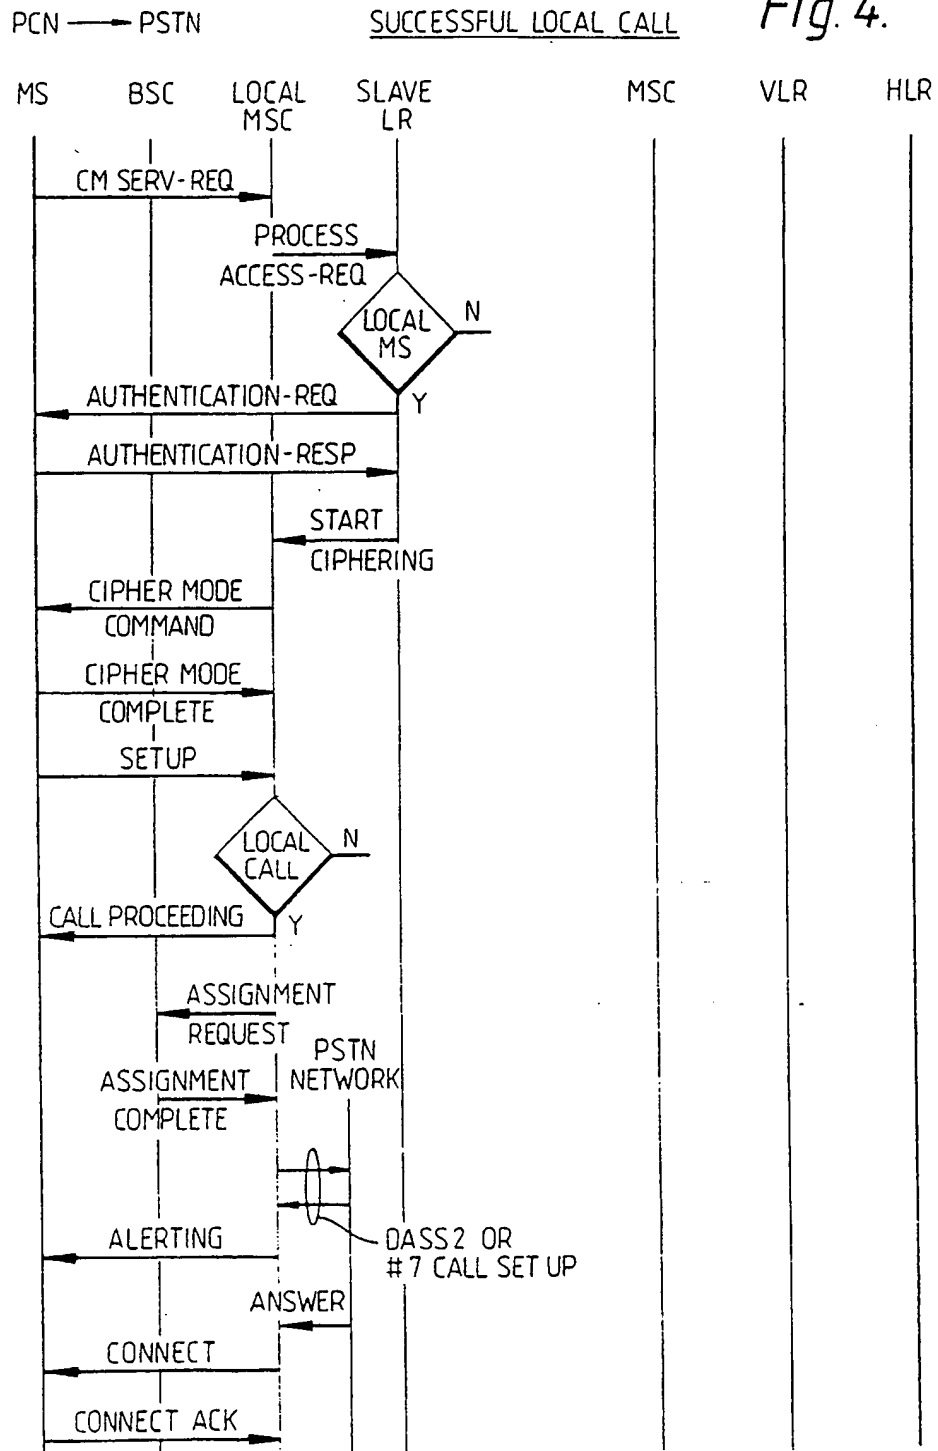 PCN → PSTN
SUCCESSFUL LOCAL CALL
Fig. 4.
MS
BSC
LOCAL
MSC
SLAVE
LR
MSC
VLR
HLR
CM SERV-REQ
PROCESS
ACCESS-REQ
LOCAL
MS
N
Y
AUTHENTICATION-REQ
AUTHENTICATION-RESP
START
CIPHERING
CIPHER MODE
COMMAND
CIPHER MODE
COMPLETE
SETUP
LOCAL
CALL
N
Y
CALL PROCEEDING
ASSIGNMENT
REQUEST
PSTN
NETWORK
ASSIGNMENT
COMPLETE
DASS2 OR
#7 CALL SET UP
ALERTING
ANSWER
CONNECT
CONNECT ACK